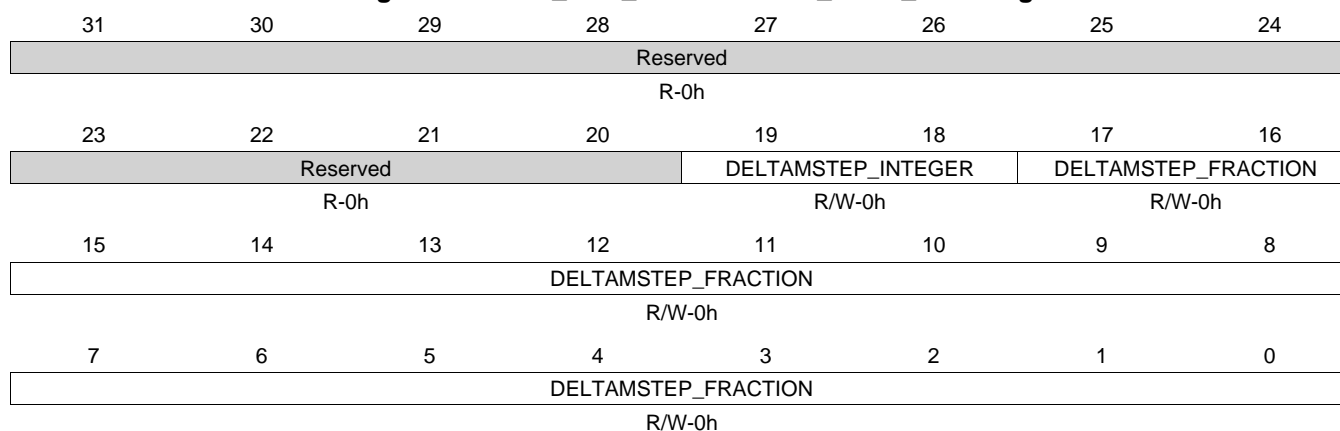 31 30 29 28 27 26 25 24
Reserved
R-0h
23 22 21 20 19 18 17 16
Reserved DELTAMSTEP_INTEGER DELTAMSTEP_FRACTION
R-0h R/W-0h R/W-0h
15 14 13 12 11 10 9 8
DELTAMSTEP_FRACTION
R/W-0h
7 6 5 4 3 2 1 0
DELTAMSTEP_FRACTION
R/W-0h